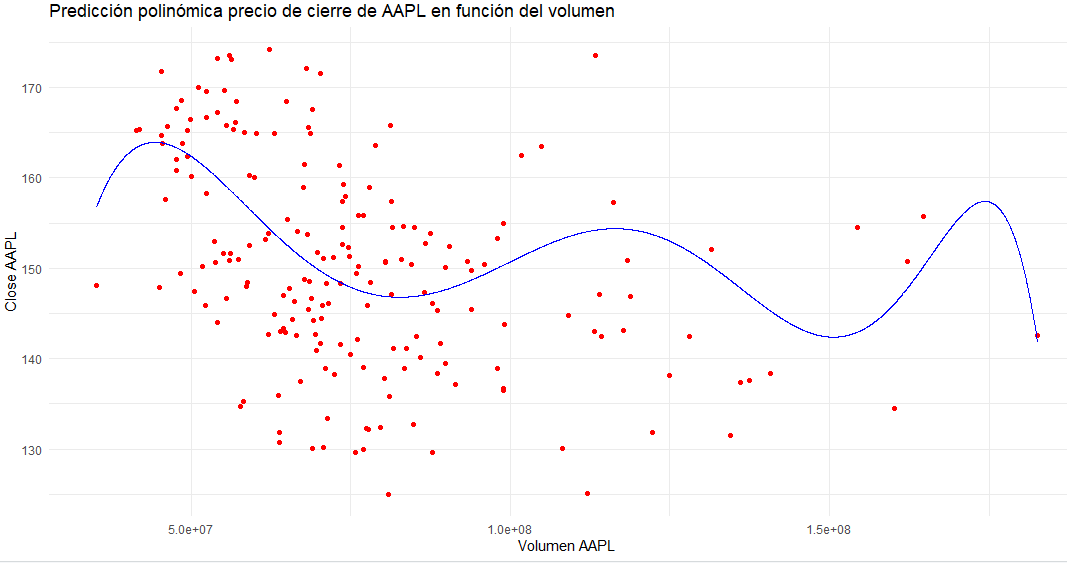 Predicción polinómica precio de cierre de AAPL en función del volumen
170
160
150
140
130
Close AAPL
5.0e+07
1.0e+08
1.5e+08
Volumen AAPL